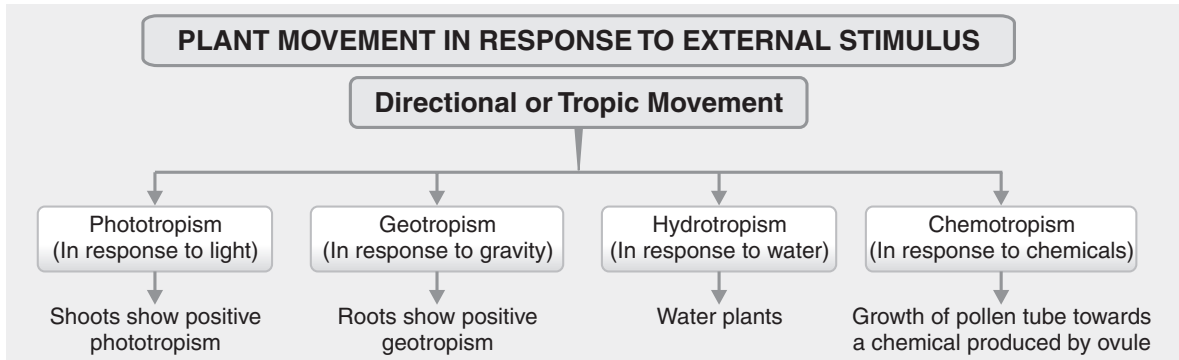 PLANT MOVEMENT IN RESPONSE TO EXTERNAL STIMULUS
Directional or Tropic Movement
Phototropism
(In response to light)
Geotropism
(In response to gravity)
Hydrotropism
(In response to water)
Chemotropism
(In response to chemicals)
Shoots show positive
phototropism
Roots show positive
geotropism
Water plants
Growth of pollen tube towards
a chemical produced by ovule